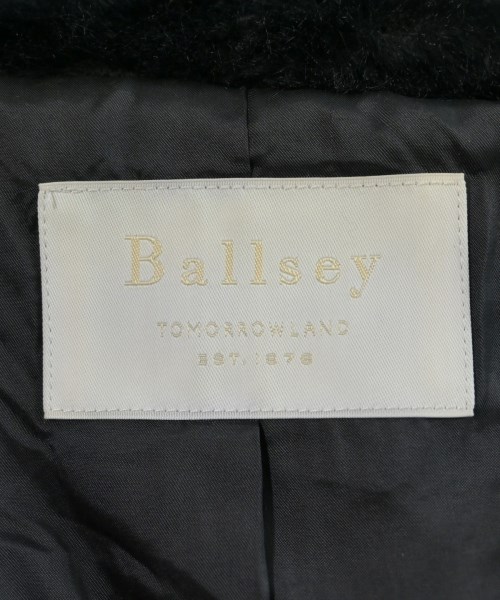 Ballsey
TOMORROWLAND
EST. 1978